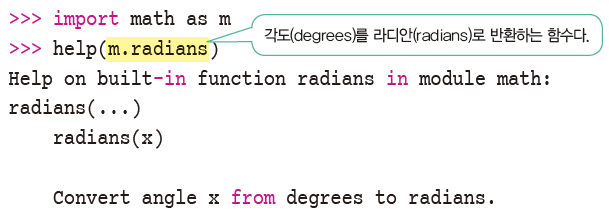 >>> import math as m
>>> help(m.radians)
각도(degrees)를 라디안(radians)로 반환하는 함수다.
Help on built-in function radians in module math:
radians(...)
radians(x)
Convert angle x from degrees to radians.